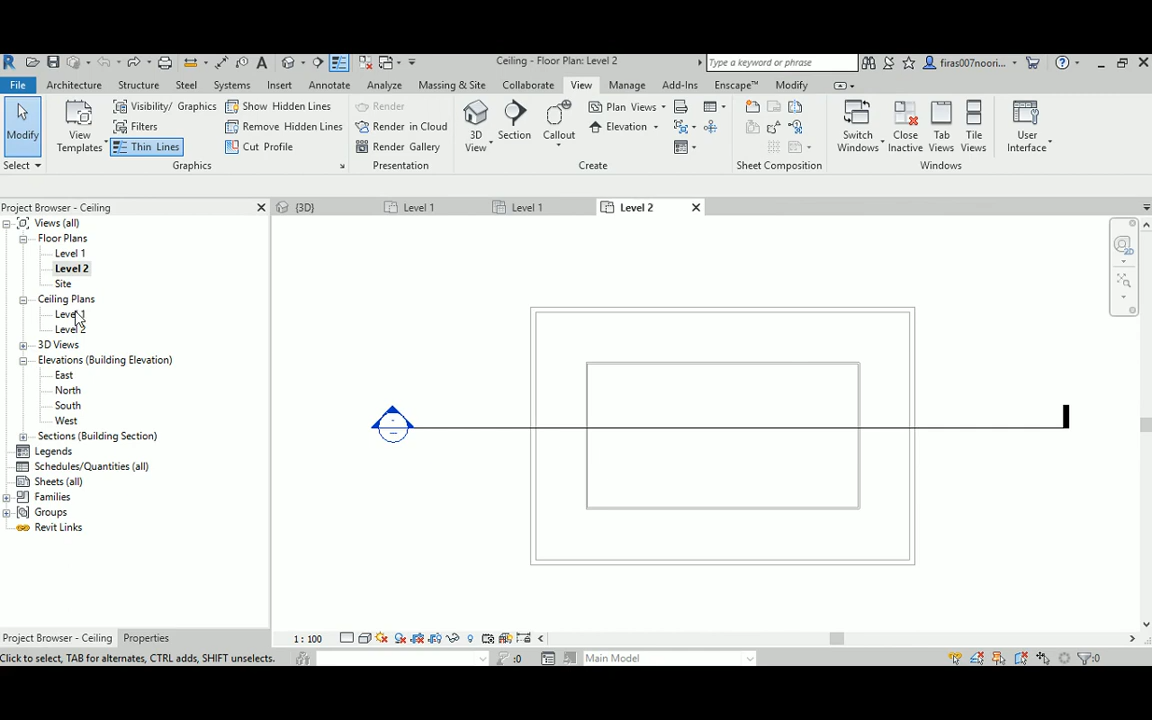 Ceiling - Floor Plan: Level 2
Type a keyword or phrase
firas007noori...
File Architecture Structure Steel Systems Insert Annotate Analyze Massing & Site Collaborate View Manage Enscape™ Modify
Modify
Select
View
Templates
Visibility/ Graphics
Filters
Thin Lines
Show Hidden Lines
Remove Hidden Lines
Cut Profile
Graphics
Render
Render in Cloud
Render Gallery
Presentation
3D
View
Section
Callout
Plan Views
Elevation
Create
Sheet Composition
Switch
Windows
Close
Inactive
Tab
Views
Tile
Views
Windows
User
Interface
Project Browser - Ceiling
{3D}
Level 1
Level 1
Level 2
Views (all)
Floor Plans
Level 1
Level 2
Site
Ceiling Plans
Level 1
Level 2
3D Views
Elevations (Building Elevation)
East
North
South
West
Sections (Building Section)
Legends
Schedules/Quantities (all)
Sheets (all)
Families
Groups
Revit Links
2D
Project Browser - Ceiling Properties
1 : 100
Click to select, TAB for alternates, CTRL adds, SHIFT unselects.
:0
Main Model
:0